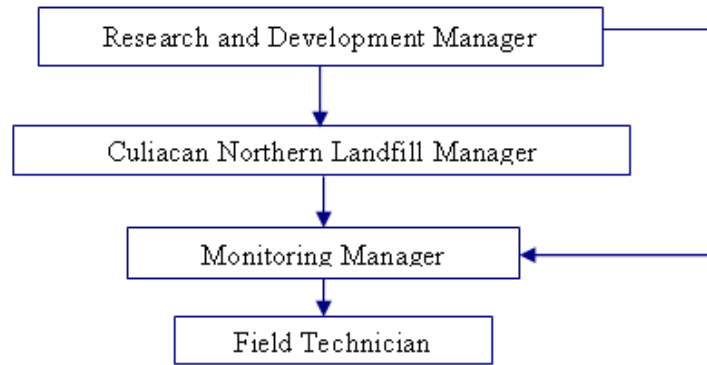 Research and Development Manager
Culiacan Northern Landfill Manager
Monitoring Manager
Field Technician